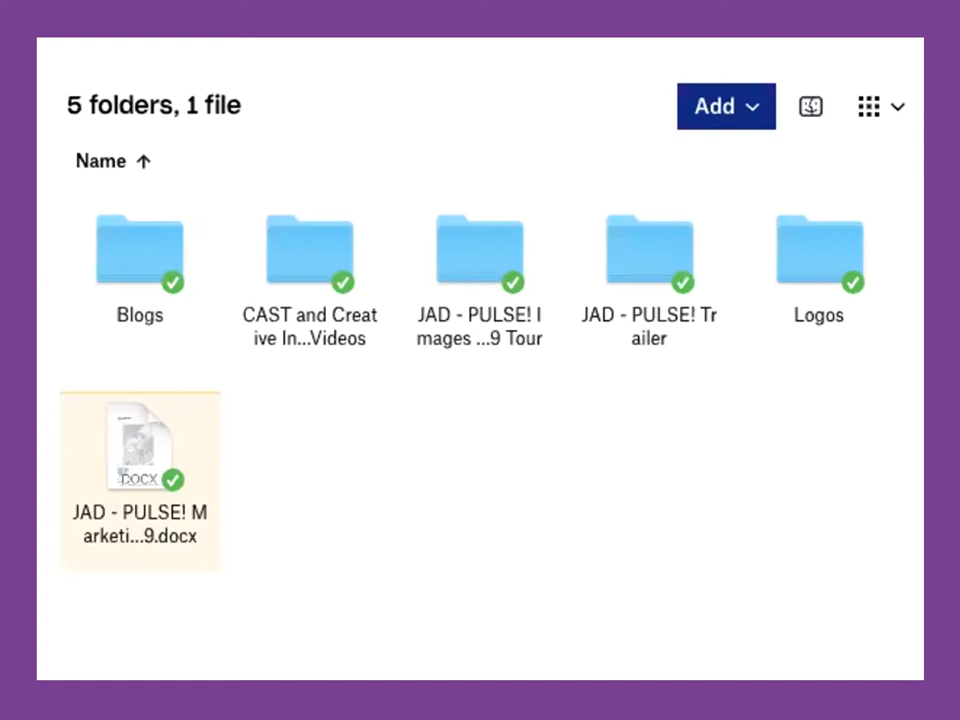 5 folders, 1 file
Add
Name ↑
Blogs
CAST and Creat
ive In...Videos
JAD - PULSE! I
mages ...9 Tour
JAD - PULSE! Tr
ailer
Logos
DOCX
JAD - PULSE! M
arketi...9.docx